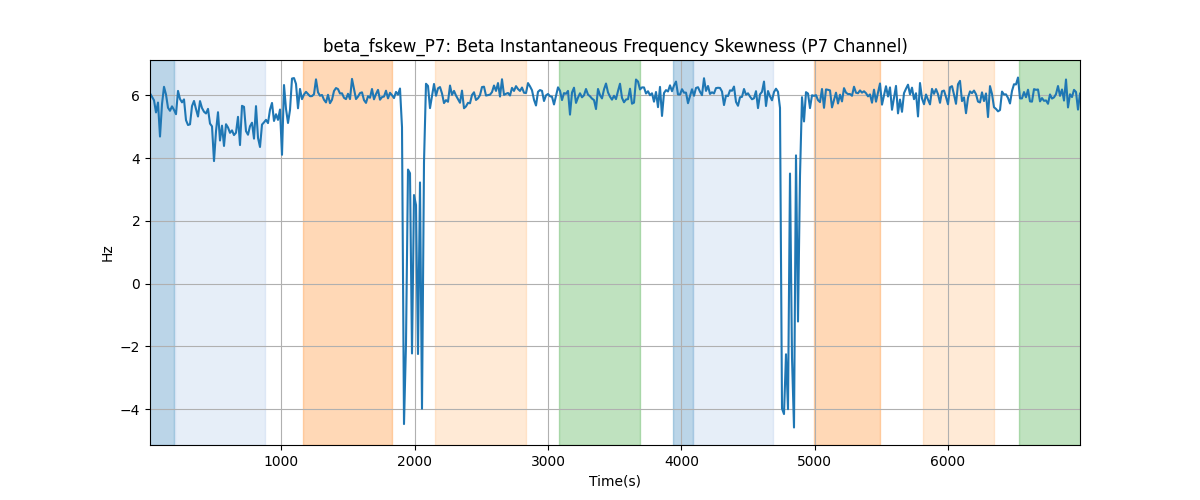 beta_fskew_P7: Beta Instantaneous Frequency Skewness (P7 Channel)
6
4
2
0
−2
−4
Hz
1000 2000 3000 4000 5000 6000
Time(s)